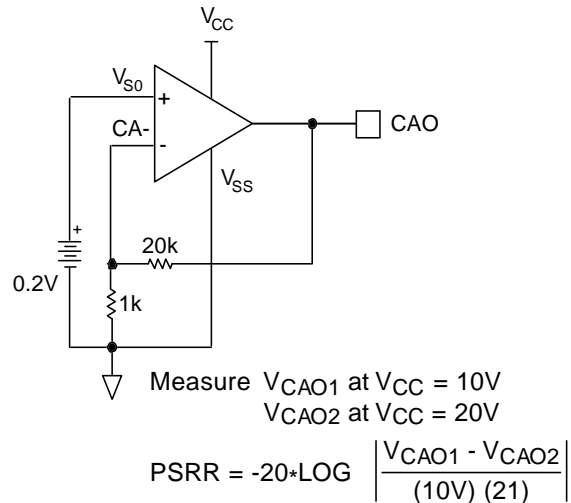 VCC
VS0
+
CAO
CA-
-
VSS
+
20k
0.2V
1k
Measure VCAO1 at VCC = 10V
VCAO2 at VCC = 20V
PSRR = -20*LOG | VCAO1 - VCAO2 |
(10V) (21)